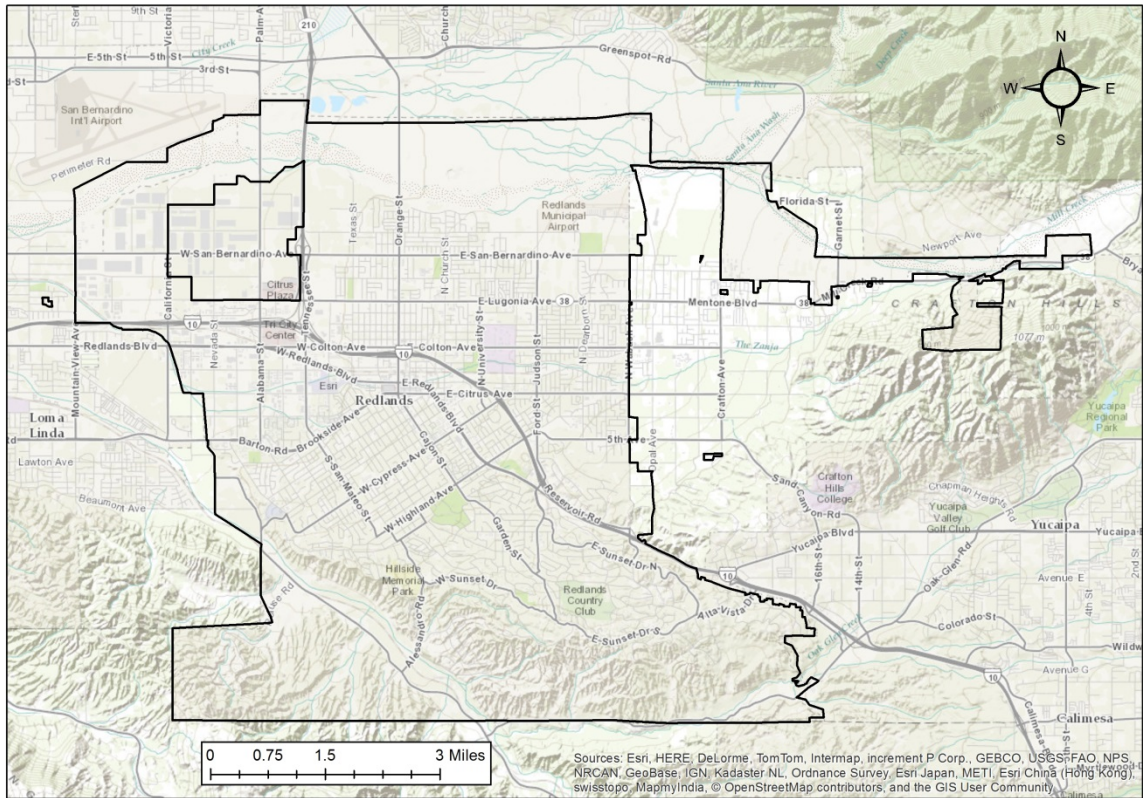 9th St
Victoria
Palm A
210
Church
City Creek
E-5th-St
5th-St
3rd-St
Greenspot-Rd
Santa Ana River
N
W
E
S
San Bernardino
Int'l Airport
Perimeter Rd
Santa Ana Wash
Texas St
Orange-St
Redlands
Municipal
Airport
Florida-St
Garnet-St
Mill Creek
Newport-Ave
W-San-Bernardino-Ave
E-San-Bernardino-Ave
N Church St
California-St
Citrus
Plaza
Tennessee-St
E-Lugonia-Ave
38
N Dearborn St
Mentone-Blvd
38
CRAFTON HILLS
1077 m
10
Tri City
Center
Nevada-St
Redlands-Blvd
W-Colton-Ave
10
E-Colton-Ave
N-University-St
Judson-St
The Zanja
Mountain-View-Av
Alabama-St
W-Redlands-Blvd
Esri
Redlands
E-Redlands-Blvd
E-Citrus-Ave
Ford-St
Crafton-Ave
Yucaipa
Regional
Park
Loma
Linda
Barton-Rd
Brookside-Ave
Cajon-St
5th-Ave
Opal Ave
Lawton Ave
S-San-Mateo-St
W-Cypress-Ave
W-Highland-Ave
Sand-Canyon-Rd
Crafton
Hills
College
Chapman Heights Rd
Yucaipa
Valley
Golf Club
Beaumont Ave
Reservoir-Rd
Yucaipa
Yucaipa-Blvd
Garden-St
E-Sunset-Dr-N
10
16th-St
14th-St
Oak-Glen-Rd
Avenue E
4th St
2nd St
Hillside
Memorial
Park
N-Sunset-Dr
Redlands
Country
Club
Alta-Vista-Dr
Alessandro-Rd
E-Sunset-Dr-S
Oak Glen Creek
Colorado-St
Wildw
Avenue G
10
Calimesa
0 0.75 1.5 3 Miles
Sources: Esri, HERE, DeLorme, TomTom, Intermap, increment P Corp., GEBCO, USGS, FAO, NPS,
NRCAN, GeoBase, IGN, Kadaster NL, Ordnance Survey, Esri Japan, METI, Esri China (Hong Kong),
swisstopo, MapmyIndia, © OpenStreetMap contributors, and the GIS User Community